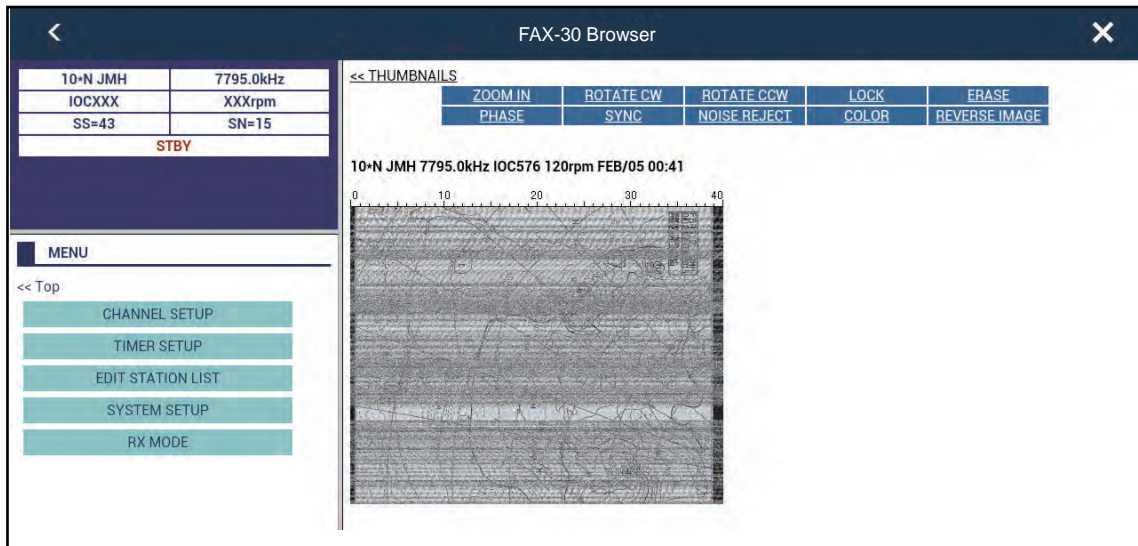 FAX-30 Browser
10*N JMH 7795.0kHz
IOCXXX XXXrpm
SS=43 SN=15
STBY
MENU
<< Top
CHANNEL SETUP
TIMER SETUP
EDIT STATION LIST
SYSTEM SETUP
RX MODE
<< THUMBNAILS
ZOOM IN ROTATE CW ROTATE CCW LOCK ERASE
PHASE SYNC NOISE REJECT COLOR REVERSE IMAGE
10*N JMH 7795.0kHz IOC576 120rpm FEB/05 00:41
0 10 20 30 40